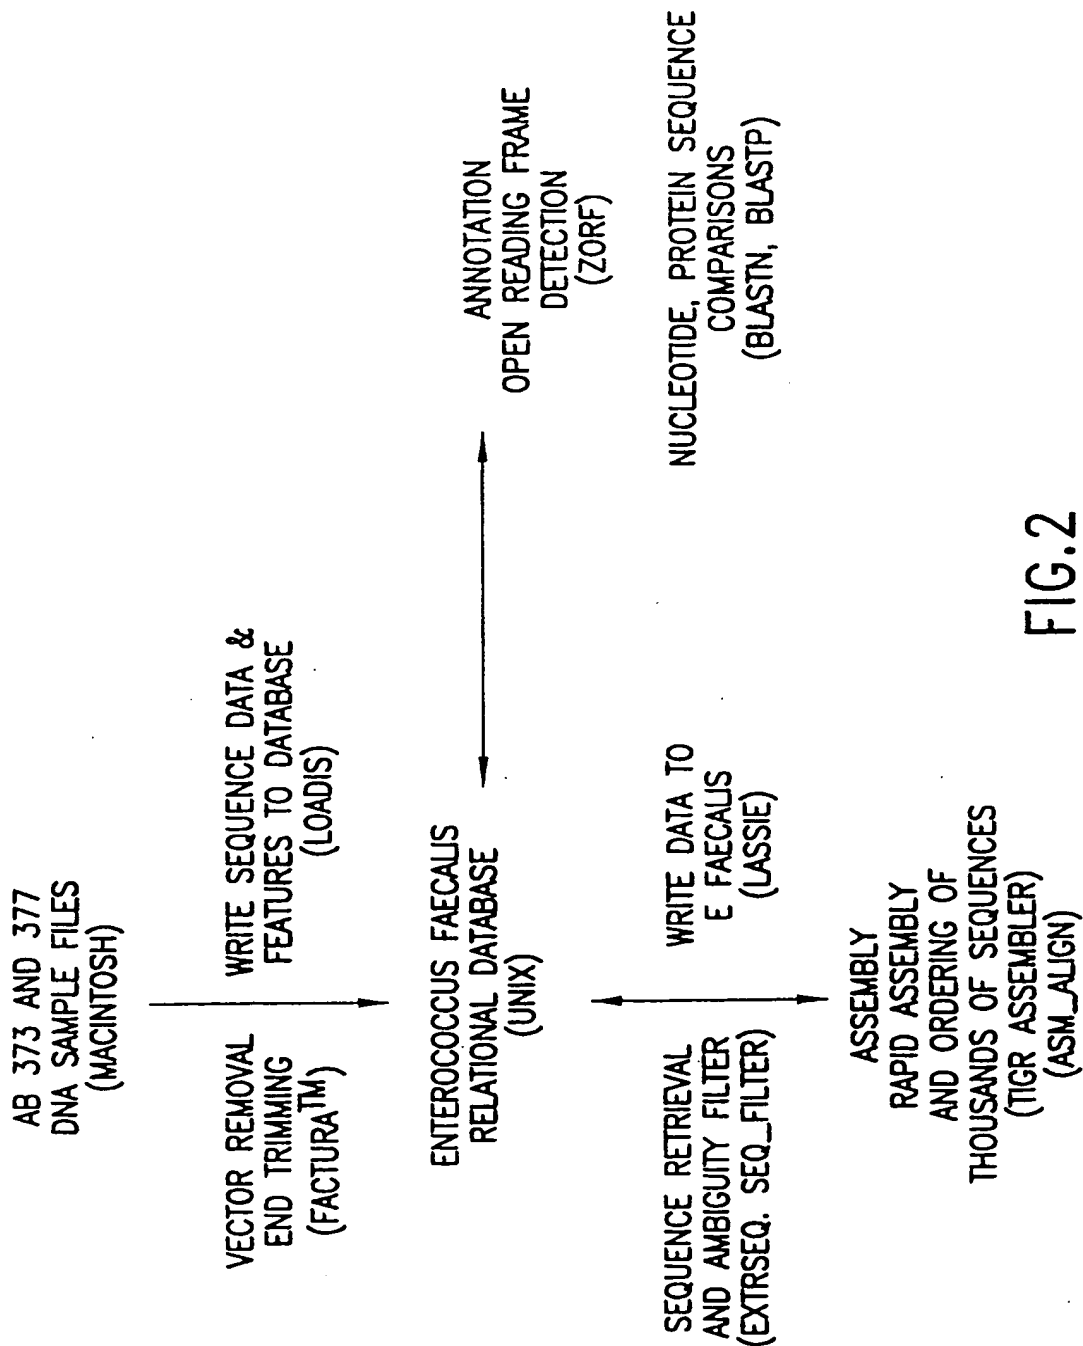 AB 373 AND 377
DNA SAMPLE FILES
(MACINTOSH)
VECTOR REMOVAL
END TRIMMING
(FACTURA™)
WRITE SEQUENCE DATA &
FEATURES TO DATABASE
(LOADIS)
ENTEROCOCCUS FAECALIS
RELATIONAL DATABASE
(UNIX)
ANNOTATION
OPEN READING FRAME
DETECTION
(ZORF)
NUCLEOTIDE, PROTEIN SEQUENCE
COMPARISONS
(BLASTN, BLASTP)
SEQUENCE RETRIEVAL
AND AMBIGUITY FILTER
(EXTRSEQ. SEQ_FILTER)
WRITE DATA TO
E FAECALIS
(LASSIE)
ASSEMBLY
RAPID ASSEMBLY
AND ORDERING OF
THOUSANDS OF SEQUENCES
(TIGR ASSEMBLER)
(ASM_ALIGN)
FIG.2